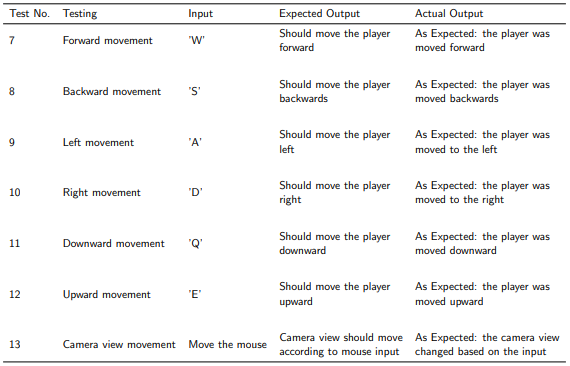 Test No. Testing Input Expected Output Actual Output
7 Forward movement 'W' Should move the player forward As Expected: the player was moved forward
8 Backward movement 'S' Should move the player backwards As Expected: the player was moved backwards
9 Left movement 'A' Should move the player left As Expected: the player was moved to the left
10 Right movement 'D' Should move the player right As Expected: the player was moved to the right
11 Downward movement 'Q' Should move the player downward As Expected: the player was moved downward
12 Upward movement 'E' Should move the player upward As Expected: the player was moved upward
13 Camera view movement Move the mouse Camera view should move according to mouse input As Expected: the camera view changed based on the input